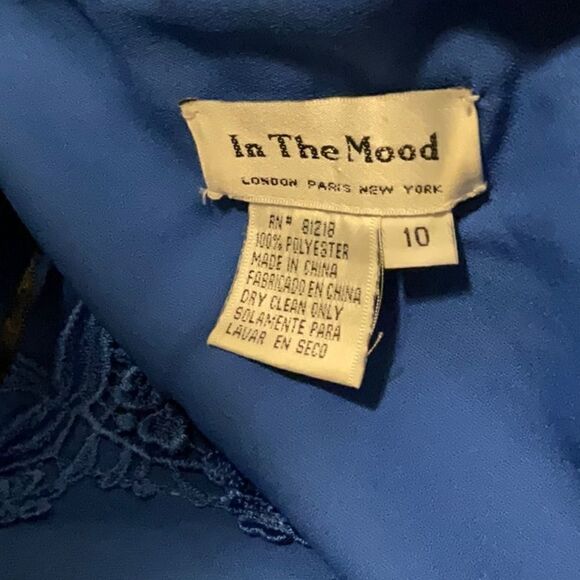 In The Mood
LONDON PARIS NEW YORK
10
RN# 81218
100% POLYESTER
MADE IN CHINA
FABRICADO EN CHINA
DRY CLEAN ONLY
SOLAMENTE PARA
LAVAR EN SECO